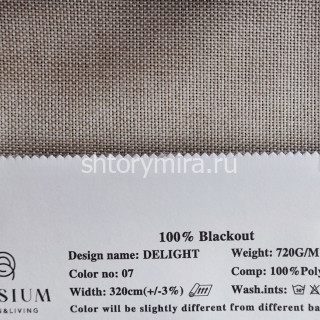 shtorymira.ru
100% Blackout
Design name: DELIGHT Weight: 720G/M
Color no: 07 Comp: 100%Poly
Width: 320cm(+/-3%) Wash.ints:
SIUM
&LIVING
Color will be slightly different from different ba